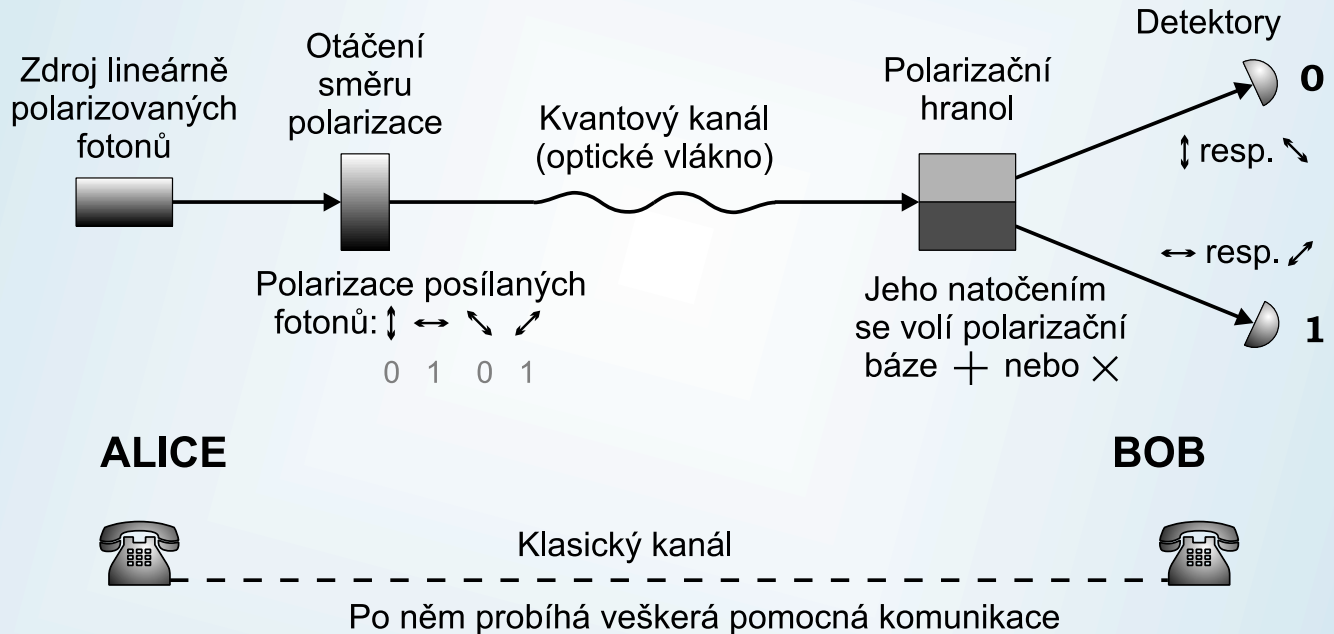 Zdroj lineárně
polarizovaných
fotonů
Otáčení
směru
polarizace
Kvantový kanál
(optické vlákno)
Polarizační
hranol
Detektory
0
↕ resp. ⤡
↔ resp. ⤢
1
Polarizace posílaných
fotonů: ↕ ↔ ⤡ ⤢
0 1 0 1
Jeho natočením
se volí polarizační
báze + nebo ×
ALICE
BOB
Klasický kanál
Po něm probíhá veškerá pomocná komunikace